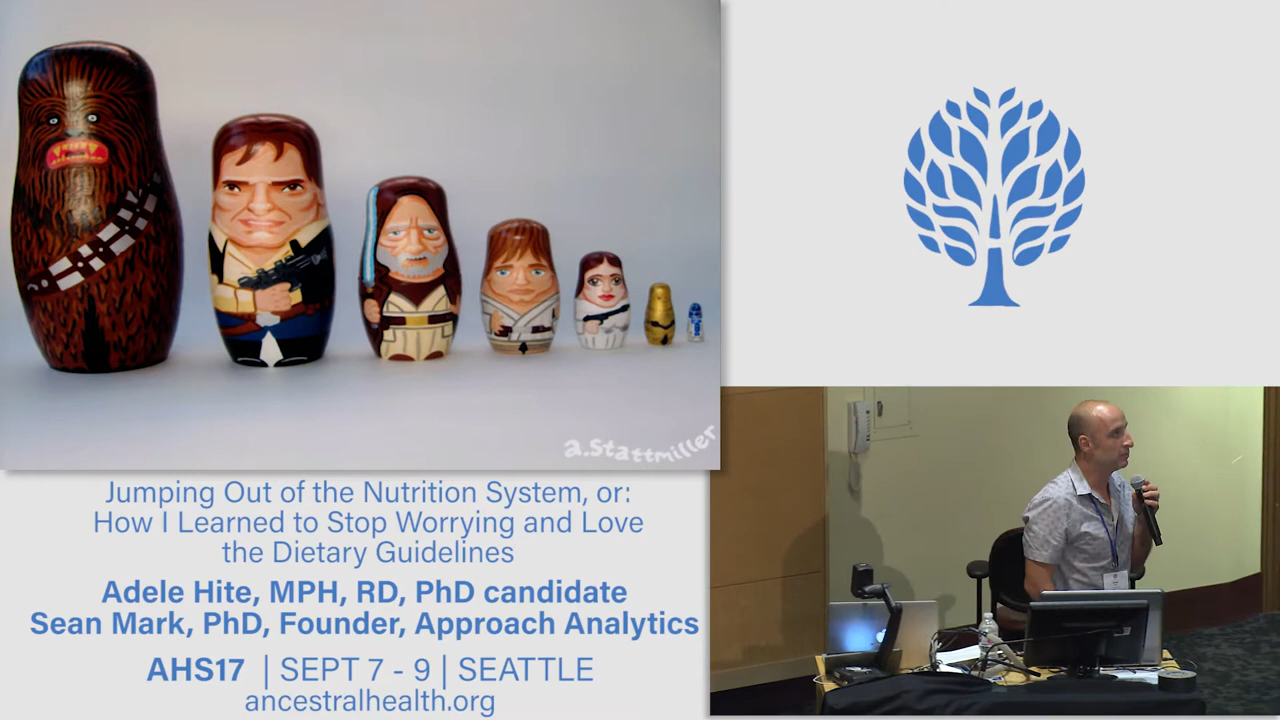 a.Stattmiller
Jumping Out of the Nutrition System, or:
How I Learned to Stop Worrying and Love
the Dietary Guidelines
Adele Hite, MPH, RD, PhD candidate
Sean Mark, PhD, Founder, Approach Analytics
AHS17 | SEPT 7 - 9 | SEATTLE
ancestralhealth.org